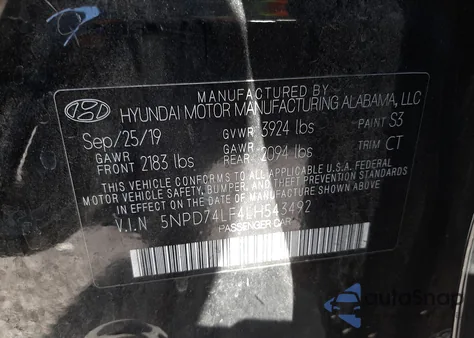 MANUFACTURED BY
HYUNDAI MOTOR MANUFACTURING ALABAMA, LLC
Sep/25/19 GVWR 3924 lbs PAINT S3
GAWR FRONT 2183 lbs GAWR REAR 2094 lbs TRIM CT
THIS VEHICLE CONFORMS TO ALL APPLICABLE U.S.A. FEDERAL
MOTOR VEHICLE SAFETY, BUMPER, AND THEFT PREVENTION STANDARDS
IN EFFECT ON THE DATE OF MANUFACTURE SHOWN ABOVE.
V.I.N 5NPD74LF4LH543492
PASSENGER CAR
autoSnap